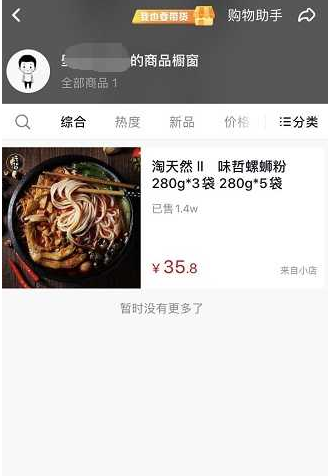 我也要带货 购物助手
的商品橱窗
全部商品 1
综合 热度 新品 价格 分类
淘天然 II 味哲螺蛳粉
280g*3袋 280g*5袋
已售 1.4w
¥35.8 来自小店
暂时没有更多了